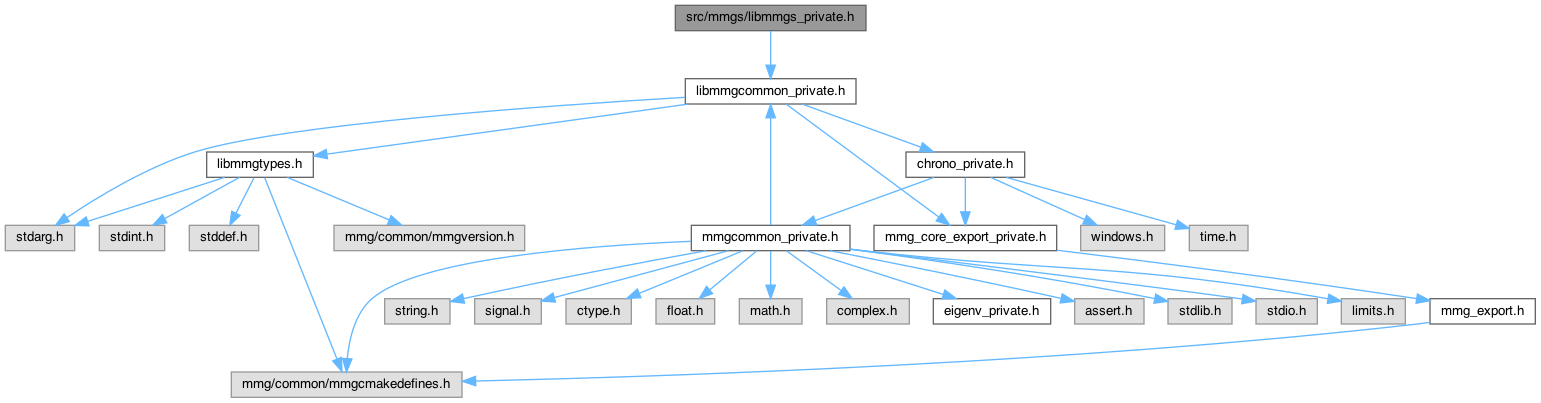 src/mmgs/libmmgs_private.h
libmmgcommon_private.h
libmmgtypes.h
chrono_private.h
stdarg.h
stdint.h
stddef.h
mmg/common/mmgversion.h
mmgcommon_private.h
mmg_core_export_private.h
windows.h
time.h
string.h
signal.h
ctype.h
float.h
math.h
complex.h
eigenv_private.h
assert.h
stdlib.h
stdio.h
limits.h
mmg_export.h
mmg/common/mmgcmakedefines.h